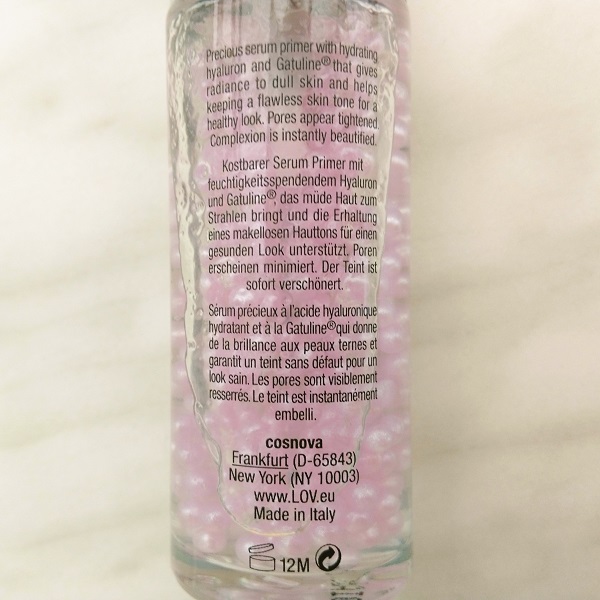 Precious serum primer with hydrating
hyaluron and Gatuline® that gives
radiance to dull skin and helps
keeping a flawless skin tone for a
healthy look. Pores appear tightened.
Complexion is instantly beautified.
Kostbarer Serum Primer mit
feuchtigkeitsspendendem Hyaluron
und Gatuline®, das müde Haut zum
Strahlen bringt und die Erhaltung
eines makellosen Hauttons für einen
gesunden Look unterstützt. Poren
erscheinen minimiert. Der Teint ist
sofort verschönert.
Sérum précieux à l'acide hyaluronique
hydratant et à la Gatuline® qui donne
de la brillance aux peaux ternes et
garantit un teint sans défaut pour un
look sain. Les pores sont visiblement
resserrés. Le teint est instantanément
embelli.
cosnova
Frankfurt (D-65843)
New York (NY 10003)
www.LOV.eu
Made in Italy
12M